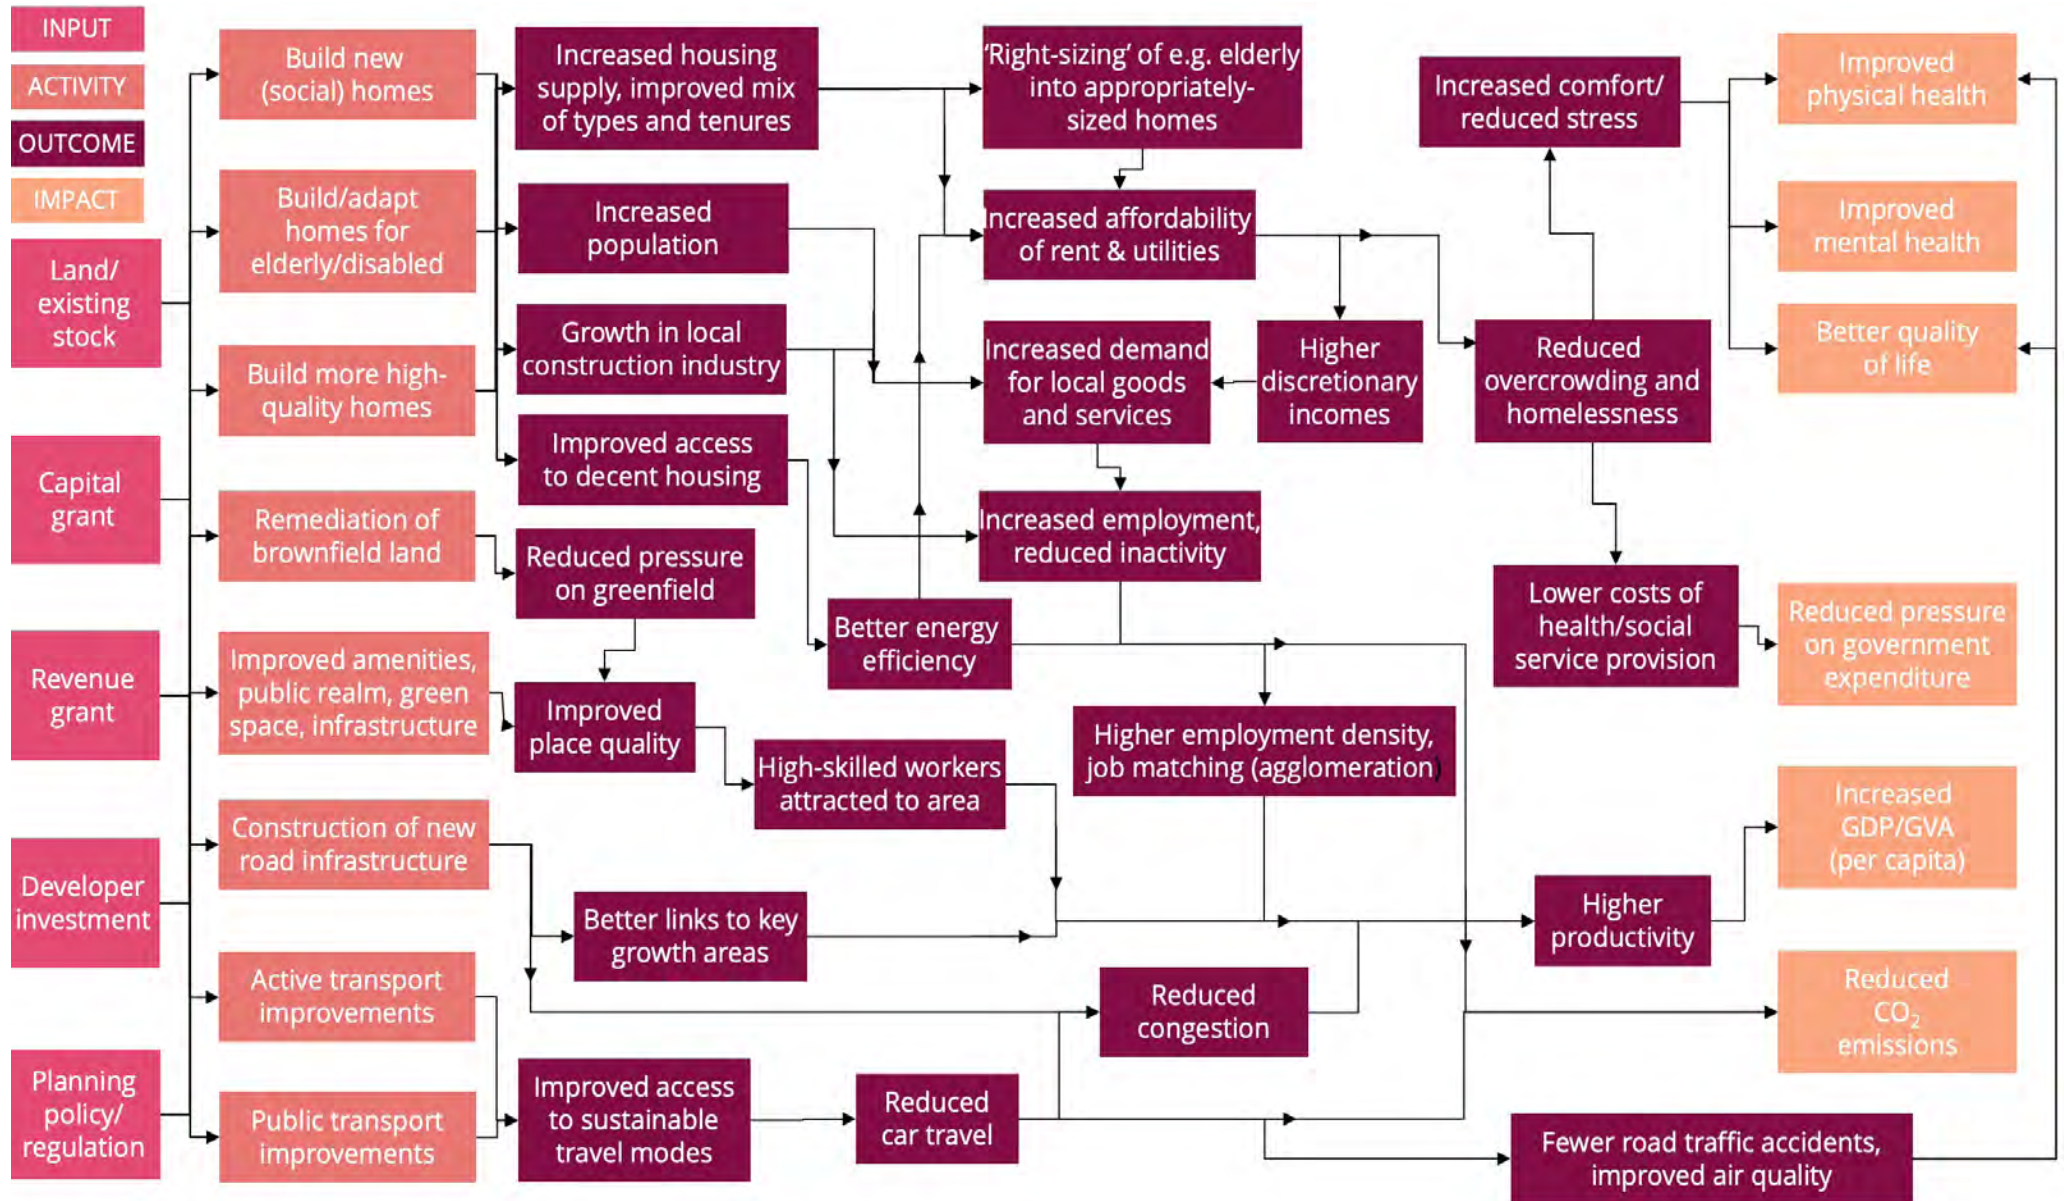 INPUT
ACTIVITY
OUTCOME
IMPACT
Land/
existing
stock
Capital
grant
Revenue
grant
Developer
investment
Planning
policy/
regulation
Build new
(social) homes
Build/adapt
homes for
elderly/disabled
Build more high-
quality homes
Remediation of
brownfield land
Improved amenities,
public realm, green
space, infrastructure
Construction of new
road infrastructure
Active transport
improvements
Public transport
improvements
Increased housing
supply, improved mix
of types and tenures
Increased
population
Growth in local
construction industry
Improved access
to decent housing
Reduced pressure
on greenfield
Improved
place quality
High-skilled workers
attracted to area
Better links to key
growth areas
Improved access
to sustainable
travel modes
Better energy
efficiency
Reduced
car travel
'Right-sizing' of e.g. elderly
into appropriately-
sized homes
Increased affordability
of rent & utilities
Increased demand
for local goods
and services
Higher
discretionary
incomes
Increased employment,
reduced inactivity
Higher employment density,
job matching (agglomeration)
Reduced
congestion
Increased comfort/
reduced stress
Reduced
overcrowding and
homelessness
Lower costs of
health/social
service provision
Higher
productivity
Fewer road traffic accidents,
improved air quality
Improved
physical health
Improved
mental health
Better quality
of life
Reduced pressure
on government
expenditure
Increased
GDP/GVA
(per capita)
Reduced
CO₂
emissions